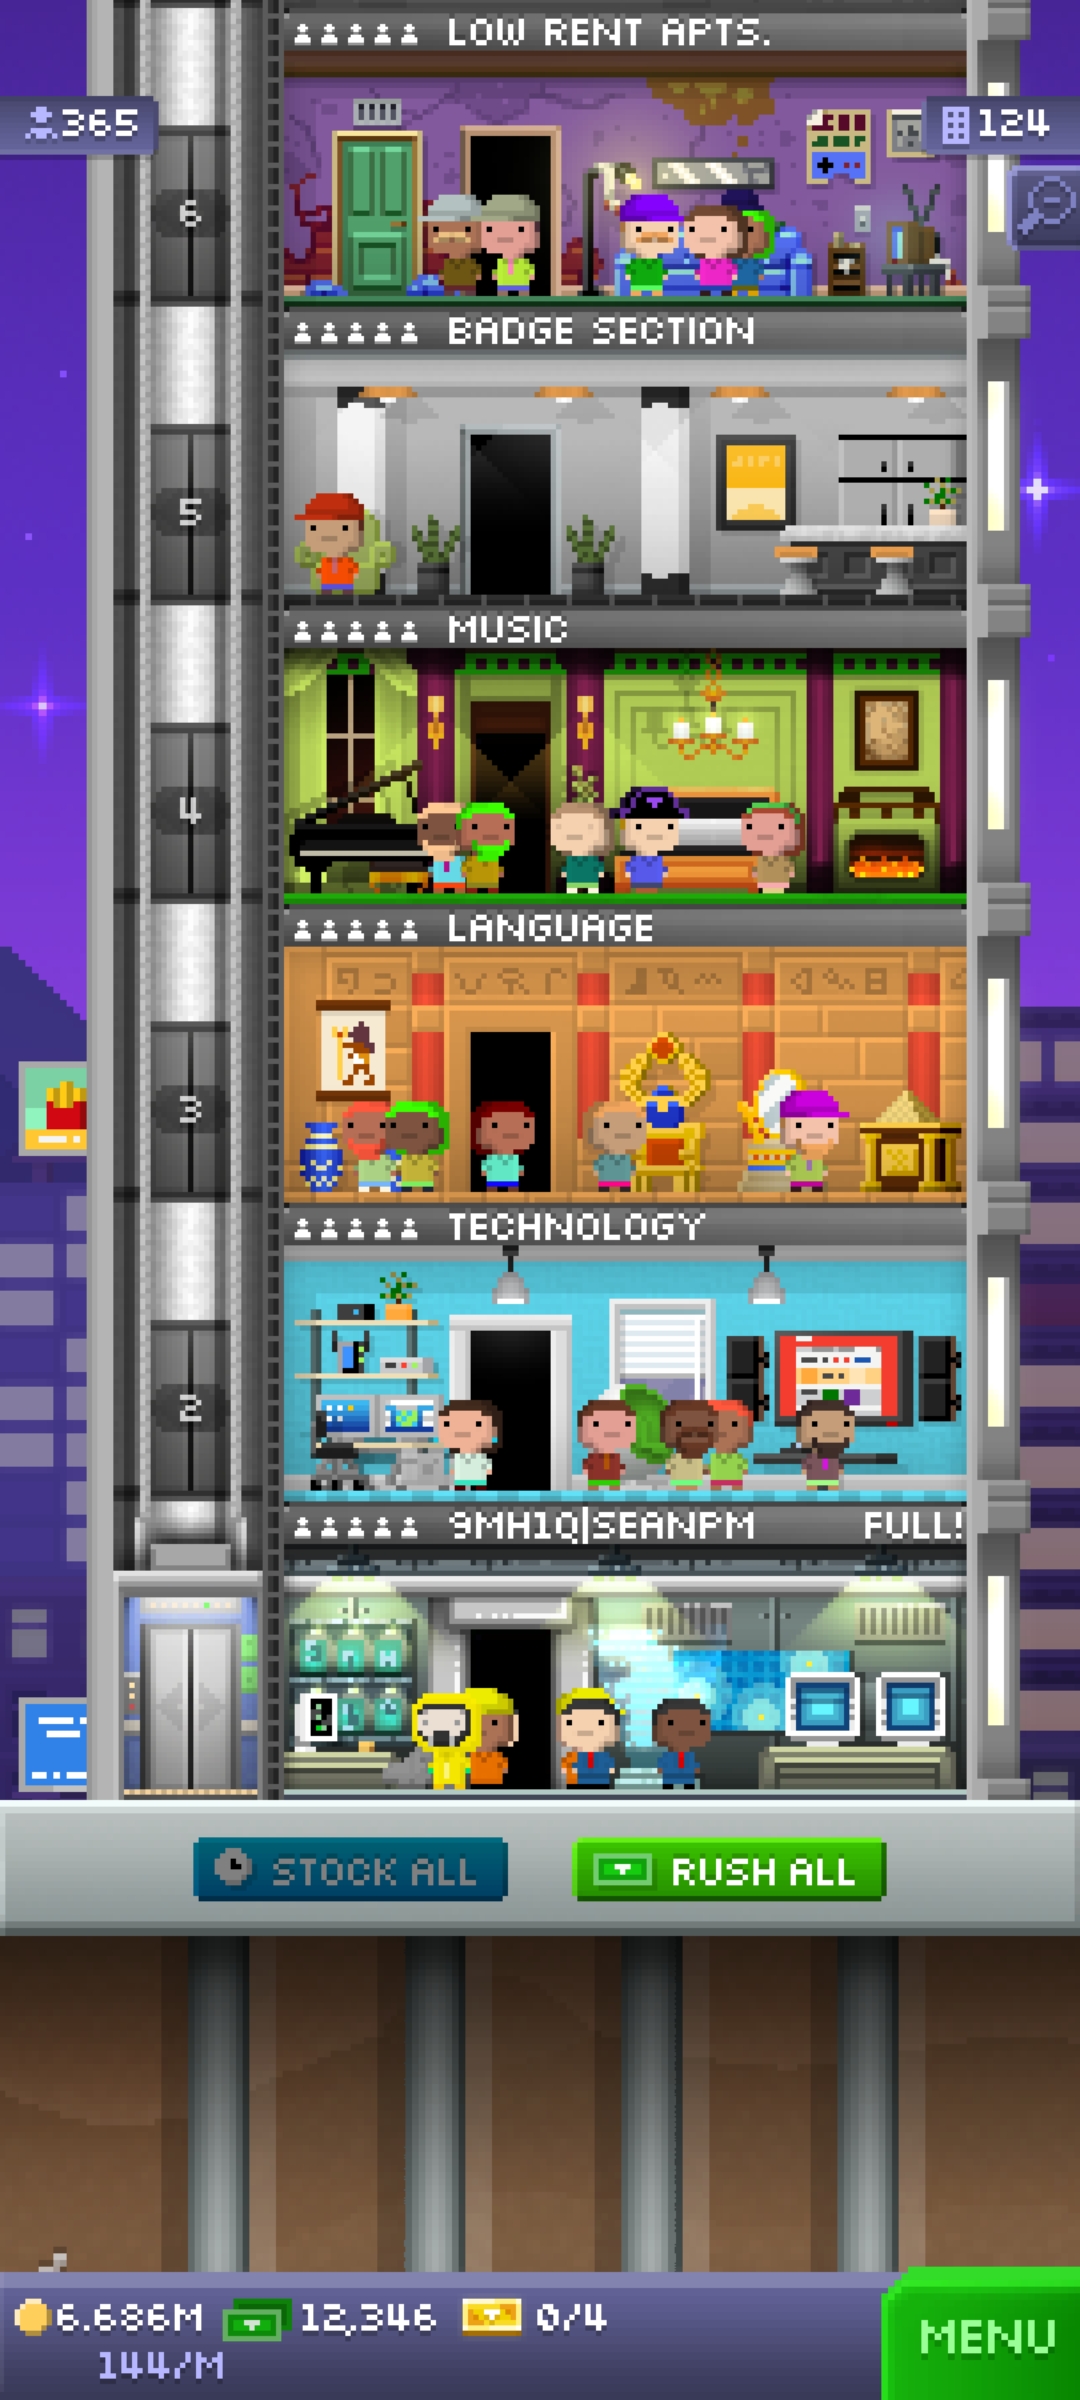 LOW RENT APTS.
365
124
6
BADGE SECTION
5
MUSIC
4
LANGUAGE
3
TECHNOLOGY
2
9MH1Q|SEANPM FULL!
STOCK ALL
RUSH ALL
6.686M 12,346 0/4
144/M
MENU